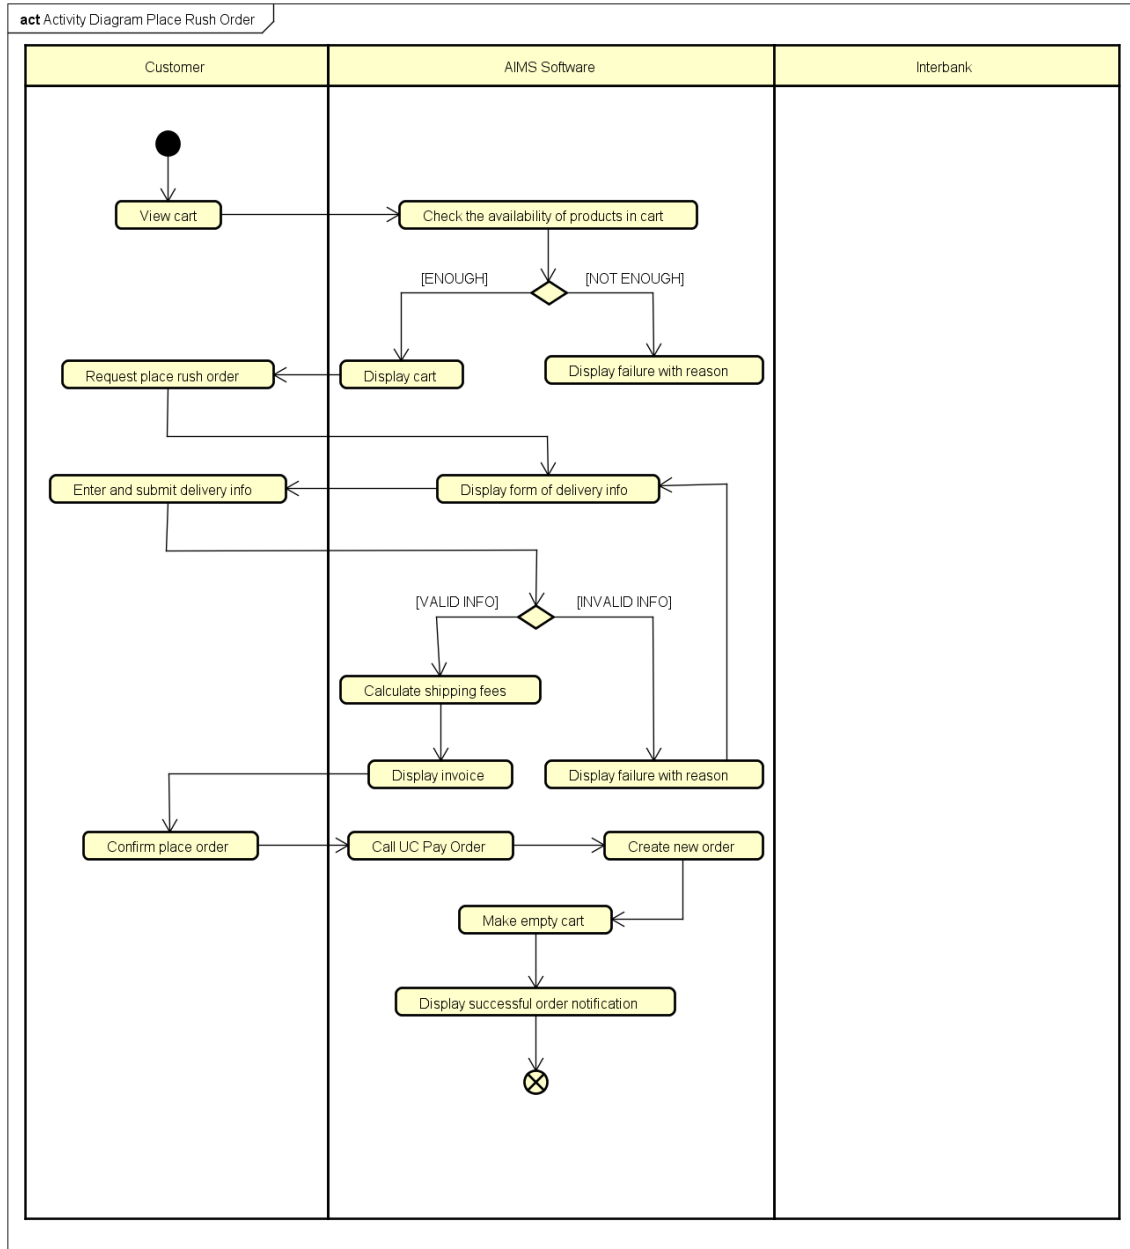 act Activity Diagram Place Rush Order
Customer
AIMS Software
Interbank
View cart
Check the availability of products in cart
[ENOUGH]
[NOT ENOUGH]
Request place rush order
Display cart
Display failure with reason
Enter and submit delivery info
Display form of delivery info
[VALID INFO]
[INVALID INFO]
Calculate shipping fees
Display invoice
Display failure with reason
Confirm place order
Call UC Pay Order
Create new order
Make empty cart
Display successful order notification